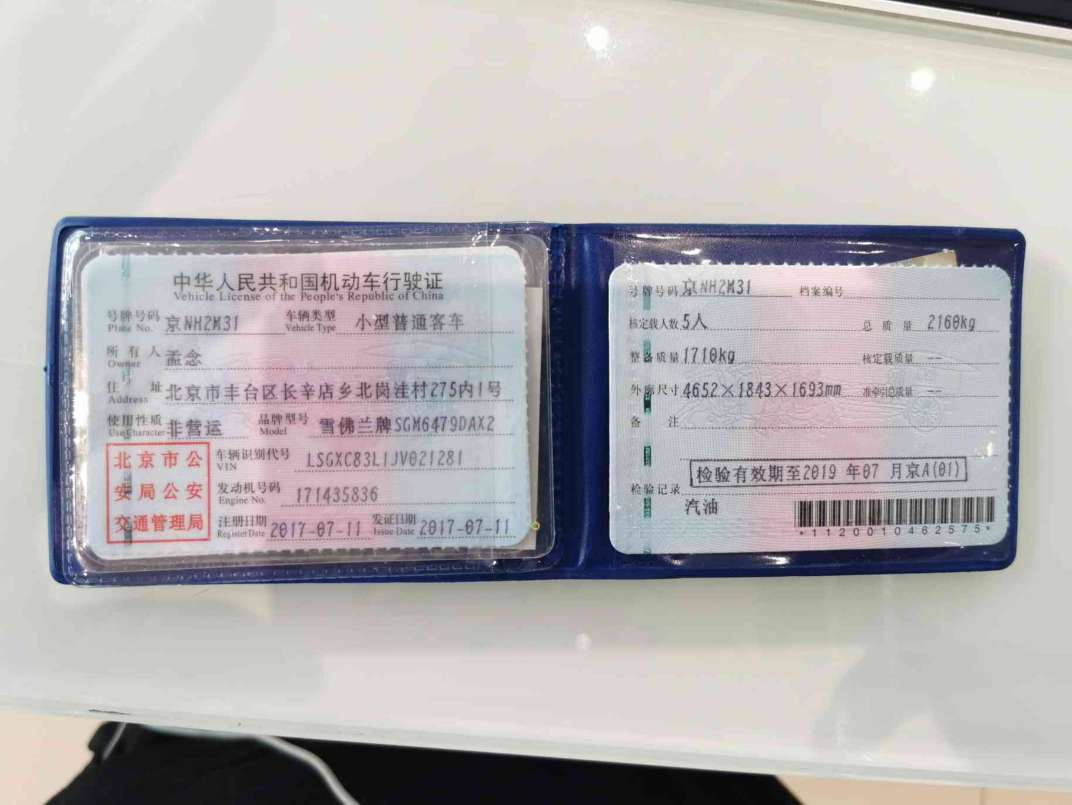 中华人民共和国机动车行驶证
Vehicle License of the People's Republic of China
号牌号码 京NH2M31 车辆类型 小型普通客车
Plate No. Vehicle Type
所有人 孟念
Owner
住址 北京市丰台区长辛店乡北岗洼村275内1号
Address
使用性质 非营运 品牌型号 雪佛兰牌SGM6479DAX2
Use Character Model
北京市公安局公安交通管理局
车辆识别代号 LSGXC83L1JV021281
VIN
发动机号码 171435836
Engine No.
注册日期 2017-07-11 发证日期 2017-07-11
Register Date Issue Date
号牌号码 京NH2M31 档案编号
核定载人数 5人 总质量 2160kg
整备质量 1710kg 核定载质量 --
外廓尺寸 4652×1843×1693mm 准牵引总质量 --
备注
检验有效期至2019年07月京A(01)
检验记录
汽油
*1120010462575*